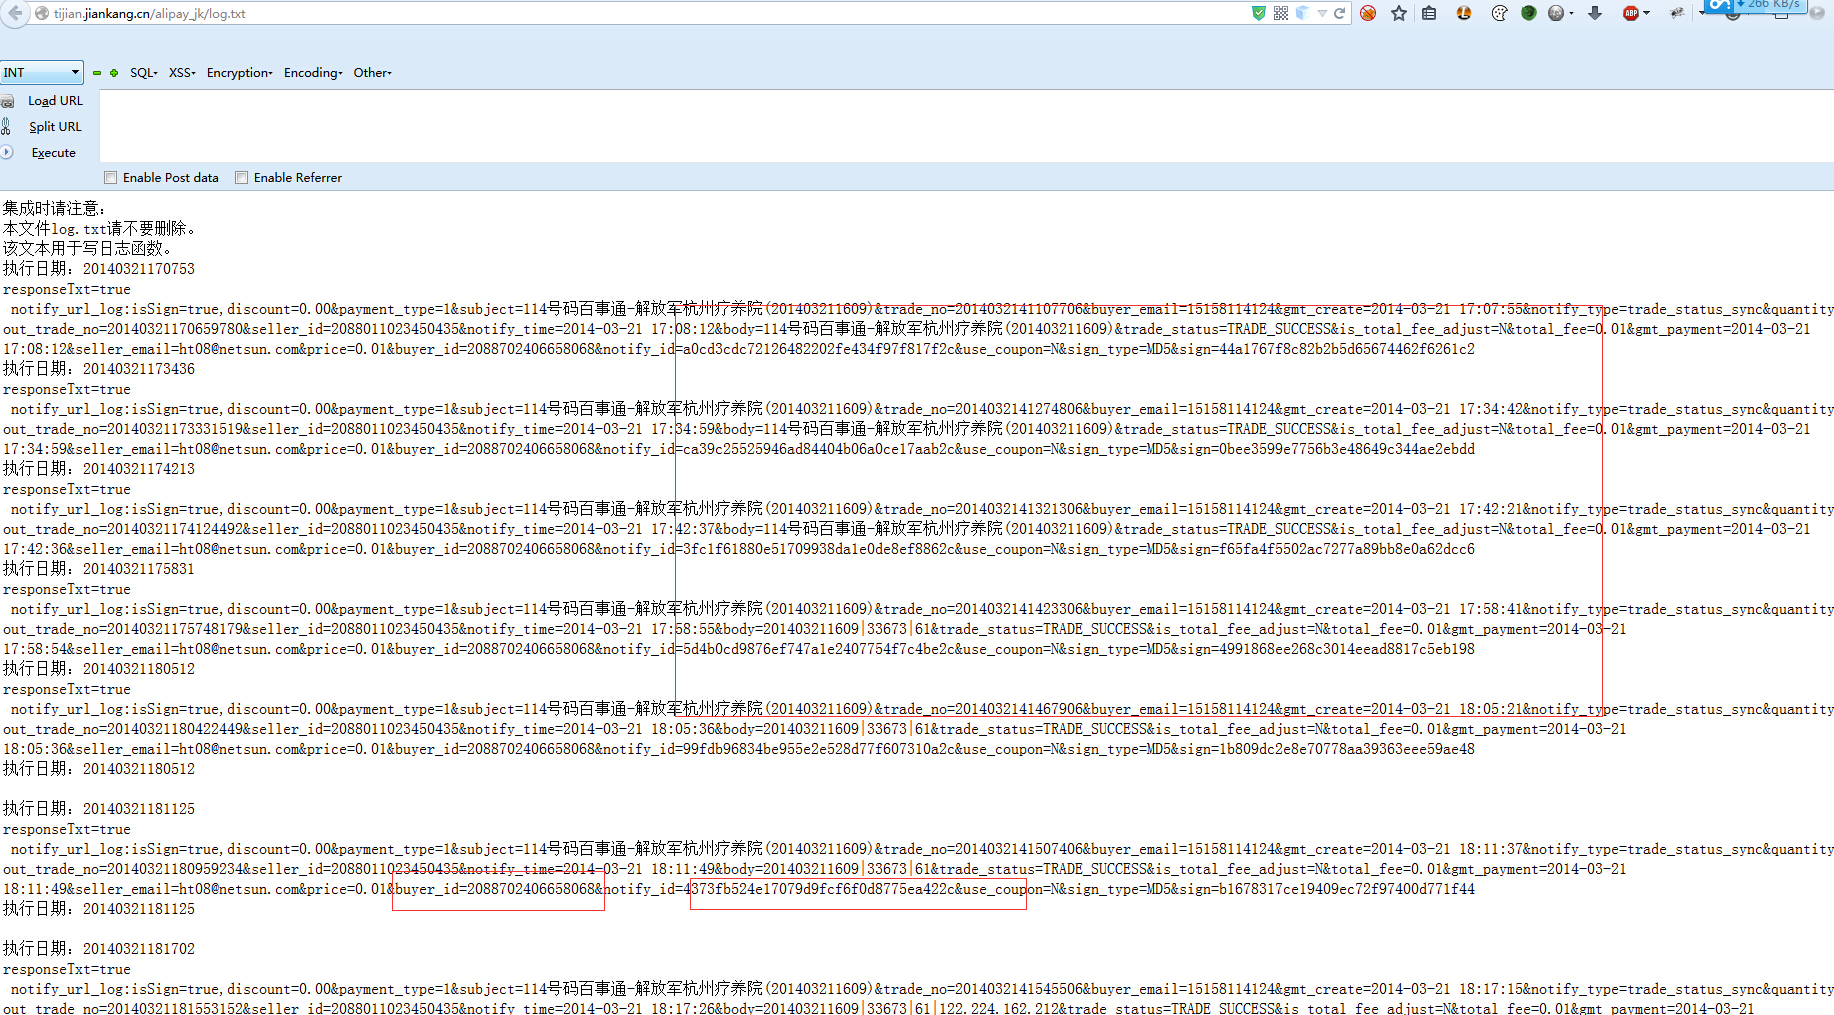 tijian.jiankang.cn/alipay_jk/log.txt
ABP
266 KB/s
INT
SQL
XSS
Encryption
Encoding
Other
Load URL
Split URL
Execute
Enable Post data
Enable Referrer
集成时请注意：
本文件log.txt请不要删除。
该文本用于写日志函数。
执行日期：20140321170753
responseTxt=true
notify_url_log:isSign=true,discount=0.00&payment_type=1&subject=114号码百事通-解放军杭州疗养院(201403211609)&trade_no=2014032141107706&buyer_email=15158114124&gmt_create=2014-03-21 17:07:55&notify_type=trade_status_sync&quantity
out_trade_no=20140321170659780&seller_id=2088011023450435&notify_time=2014-03-21 17:08:12&body=114号码百事通-解放军杭州疗养院(201403211609)&trade_status=TRADE_SUCCESS&is_total_fee_adjust=N&total_fee=0.01&gmt_payment=2014-03-21
17:08:12&seller_email=ht08@netsun.com&price=0.01&buyer_id=2088702406658068&notify_id=a0cd3cdc72126482202fe434f97f817f2c&use_coupon=N&sign_type=MD5&sign=44a1767f8c82b2b5d65674462f6261c2
执行日期：20140321173436
responseTxt=true
notify_url_log:isSign=true,discount=0.00&payment_type=1&subject=114号码百事通-解放军杭州疗养院(201403211609)&trade_no=2014032141274806&buyer_email=15158114124&gmt_create=2014-03-21 17:34:42&notify_type=trade_status_sync&quantity
out_trade_no=20140321173331519&seller_id=2088011023450435&notify_time=2014-03-21 17:34:59&body=114号码百事通-解放军杭州疗养院(201403211609)&trade_status=TRADE_SUCCESS&is_total_fee_adjust=N&total_fee=0.01&gmt_payment=2014-03-21
17:34:59&seller_email=ht08@netsun.com&price=0.01&buyer_id=2088702406658068&notify_id=ca39c25525946ad84404b06a0ce17aab2c&use_coupon=N&sign_type=MD5&sign=0bee3599e7756b3e48649c344ae2ebdd
执行日期：20140321174213
responseTxt=true
notify_url_log:isSign=true,discount=0.00&payment_type=1&subject=114号码百事通-解放军杭州疗养院(201403211609)&trade_no=2014032141321306&buyer_email=15158114124&gmt_create=2014-03-21 17:42:21&notify_type=trade_status_sync&quantity
out_trade_no=20140321174124492&seller_id=2088011023450435&notify_time=2014-03-21 17:42:37&body=114号码百事通-解放军杭州疗养院(201403211609)&trade_status=TRADE_SUCCESS&is_total_fee_adjust=N&total_fee=0.01&gmt_payment=2014-03-21
17:42:36&seller_email=ht08@netsun.com&price=0.01&buyer_id=2088702406658068&notify_id=3fc1f61880e51709938da1e0de8ef8862c&use_coupon=N&sign_type=MD5&sign=f65fa4f5502ac7277a89bb8e0a62dcc6
执行日期：20140321175831
responseTxt=true
notify_url_log:isSign=true,discount=0.00&payment_type=1&subject=114号码百事通-解放军杭州疗养院(201403211609)&trade_no=2014032141423306&buyer_email=15158114124&gmt_create=2014-03-21 17:58:41&notify_type=trade_status_sync&quantity
out_trade_no=20140321175748179&seller_id=2088011023450435&notify_time=2014-03-21 17:58:55&body=201403211609|33673|61&trade_status=TRADE_SUCCESS&is_total_fee_adjust=N&total_fee=0.01&gmt_payment=2014-03-21
17:58:54&seller_email=ht08@netsun.com&price=0.01&buyer_id=2088702406658068&notify_id=5d4b0cd9876ef747a1e2407754f7c4be2c&use_coupon=N&sign_type=MD5&sign=4991868ee268c3014eead8817c5eb198
执行日期：20140321180512
responseTxt=true
notify_url_log:isSign=true,discount=0.00&payment_type=1&subject=114号码百事通-解放军杭州疗养院(201403211609)&trade_no=2014032141467906&buyer_email=15158114124&gmt_create=2014-03-21 18:05:21&notify_type=trade_status_sync&quantity
out_trade_no=20140321180422449&seller_id=2088011023450435&notify_time=2014-03-21 18:05:36&body=201403211609|33673|61&trade_status=TRADE_SUCCESS&is_total_fee_adjust=N&total_fee=0.01&gmt_payment=2014-03-21
18:05:36&seller_email=ht08@netsun.com&price=0.01&buyer_id=2088702406658068&notify_id=99fdb96834be955e2e528d77f607310a2c&use_coupon=N&sign_type=MD5&sign=1b809dc2e8e70778aa39363eee59ae48
执行日期：20140321180512
执行日期：20140321181125
responseTxt=true
notify_url_log:isSign=true,discount=0.00&payment_type=1&subject=114号码百事通-解放军杭州疗养院(201403211609)&trade_no=2014032141507406&buyer_email=15158114124&gmt_create=2014-03-21 18:11:37&notify_type=trade_status_sync&quantity
out_trade_no=20140321180959234&seller_id=2088011023450435&notify_time=2014-03-21 18:11:49&body=201403211609|33673|61&trade_status=TRADE_SUCCESS&is_total_fee_adjust=N&total_fee=0.01&gmt_payment=2014-03-21
18:11:49&seller_email=ht08@netsun.com&price=0.01&buyer_id=2088702406658068&notify_id=4373fb524e17079d9fcf6f0d8775ea422c&use_coupon=N&sign_type=MD5&sign=b1678317ce19409ec72f97400d771f44
执行日期：20140321181125
执行日期：20140321181702
responseTxt=true
notify_url_log:isSign=true,discount=0.00&payment_type=1&subject=114号码百事通-解放军杭州疗养院(201403211609)&trade_no=2014032141545506&buyer_email=15158114124&gmt_create=2014-03-21 18:17:15&notify_type=trade_status_sync&quantity
out_trade_no=20140321181553152&seller_id=2088011023450435&notify_time=2014-03-21 18:17:26&body=201403211609|33673|61|122.224.162.212&trade_status=TRADE_SUCCESS&is_total_fee_adjust=N&total_fee=0.01&gmt_payment=2014-03-21